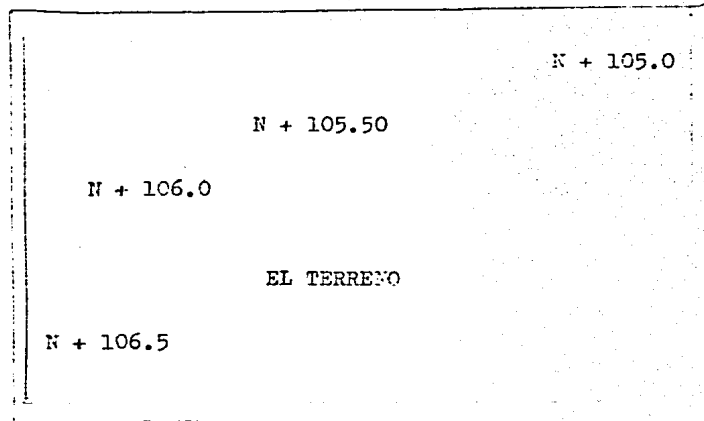 N + 105.0
N + 105.50
N + 106.0
EL TERRENO
N + 106.5